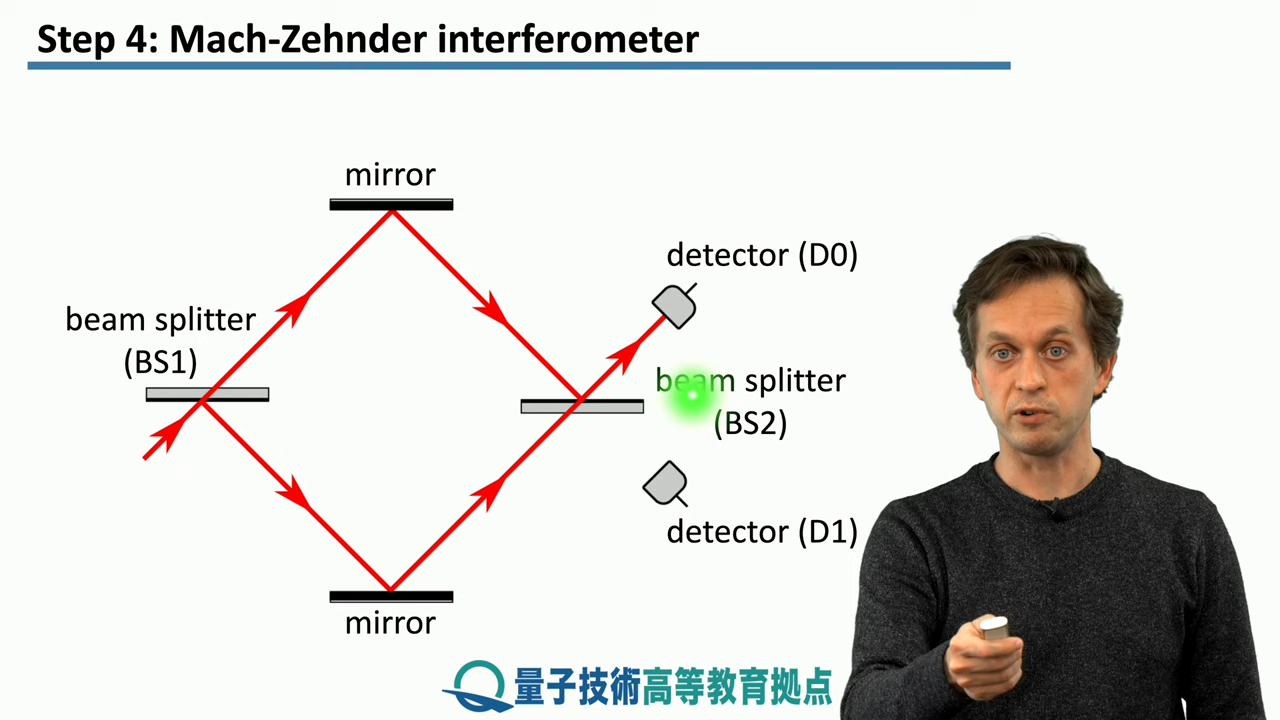 Step 4: Mach-Zehnder interferometer
mirror
detector (D0)
beam splitter
(BS1)
beam splitter
(BS2)
detector (D1)
mirror
量子技術高等教育拠点